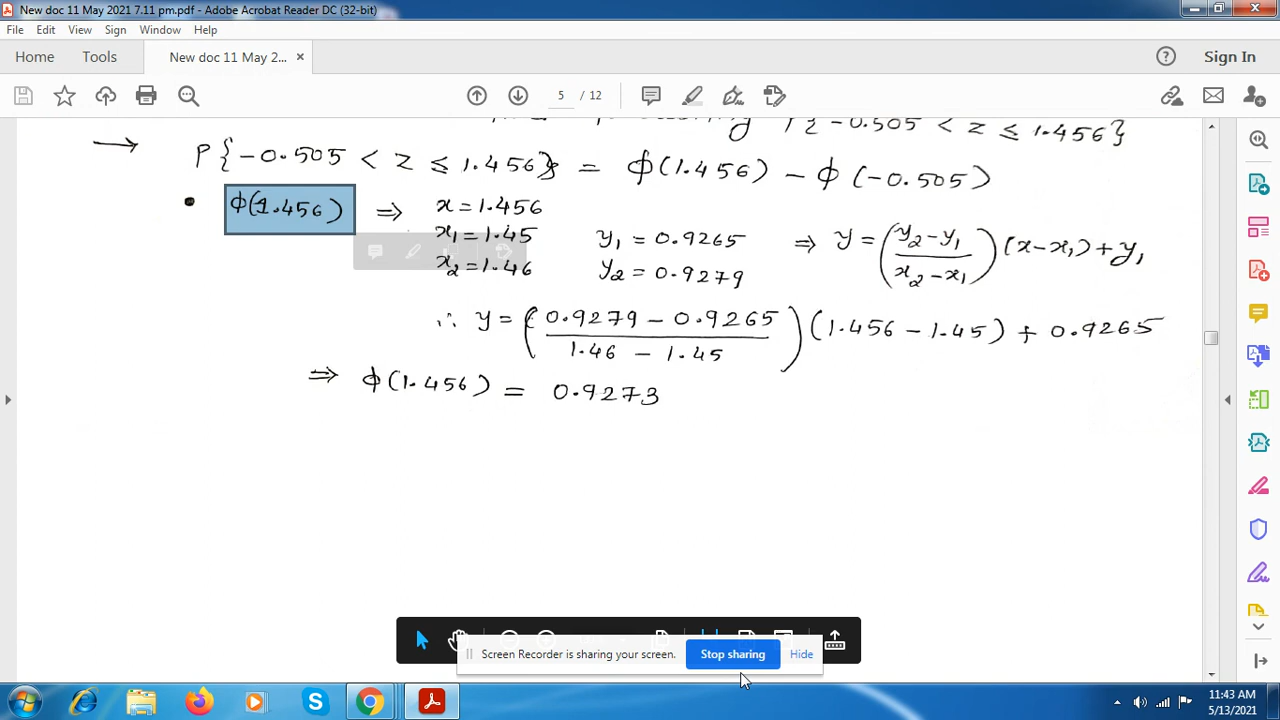 New doc 11 May 2021 7.11 pm.pdf - Adobe Acrobat Reader DC (32-bit)
File Edit View Sign Window Help
Home Tools New doc 11 May 2... × Sign In
5 / 12
P{-0.505 < z ≤ 1.456}
→ P{-0.505 < z ≤ 1.456} = ϕ(1.456) - ϕ(-0.505)
• ϕ(1.456) ⇒ x = 1.456
x₁ = 1.45 y₁ = 0.9265 ⇒ y = ((y₂ - y₁)/(x₂ - x₁))(x - x₁) + y₁
x₂ = 1.46 y₂ = 0.9279
∴ y = ((0.9279 - 0.9265)/(1.46 - 1.45))(1.456 - 1.45) + 0.9265
⇒ ϕ(1.456) = 0.9273
Screen Recorder is sharing your screen. Stop sharing Hide
11:43 AM
5/13/2021